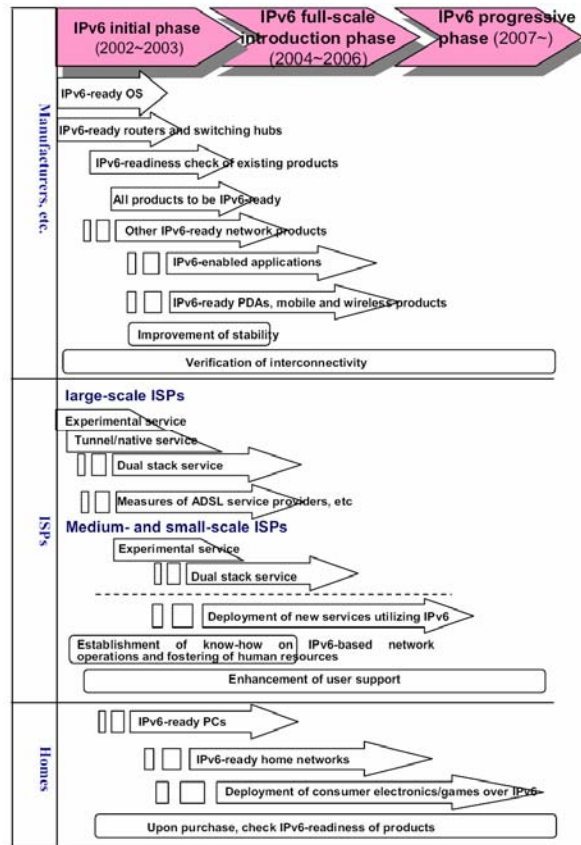 IPv6 initial phase
(2002~2003)
IPv6 full-scale
introduction phase
(2004~2006)
IPv6 progressive
phase (2007~)
Manufacturers, etc.
IPv6-ready OS
IPv6-ready routers and switching hubs
IPv6-readiness check of existing products
All products to be IPv6-ready
Other IPv6-ready network products
IPv6-enabled applications
IPv6-ready PDAs, mobile and wireless products
Improvement of stability
Verification of interconnectivity
ISPs
large-scale ISPs
Experimental service
Tunnel/native service
Dual stack service
Measures of ADSL service providers, etc
Medium- and small-scale ISPs
Experimental service
Dual stack service
Deployment of new services utilizing IPv6
Establishment of know-how on IPv6-based network
operations and fostering of human resources
Enhancement of user support
Homes
IPv6-ready PCs
IPv6-ready home networks
Deployment of consumer electronics/games over IPv6
Upon purchase, check IPv6-readiness of products